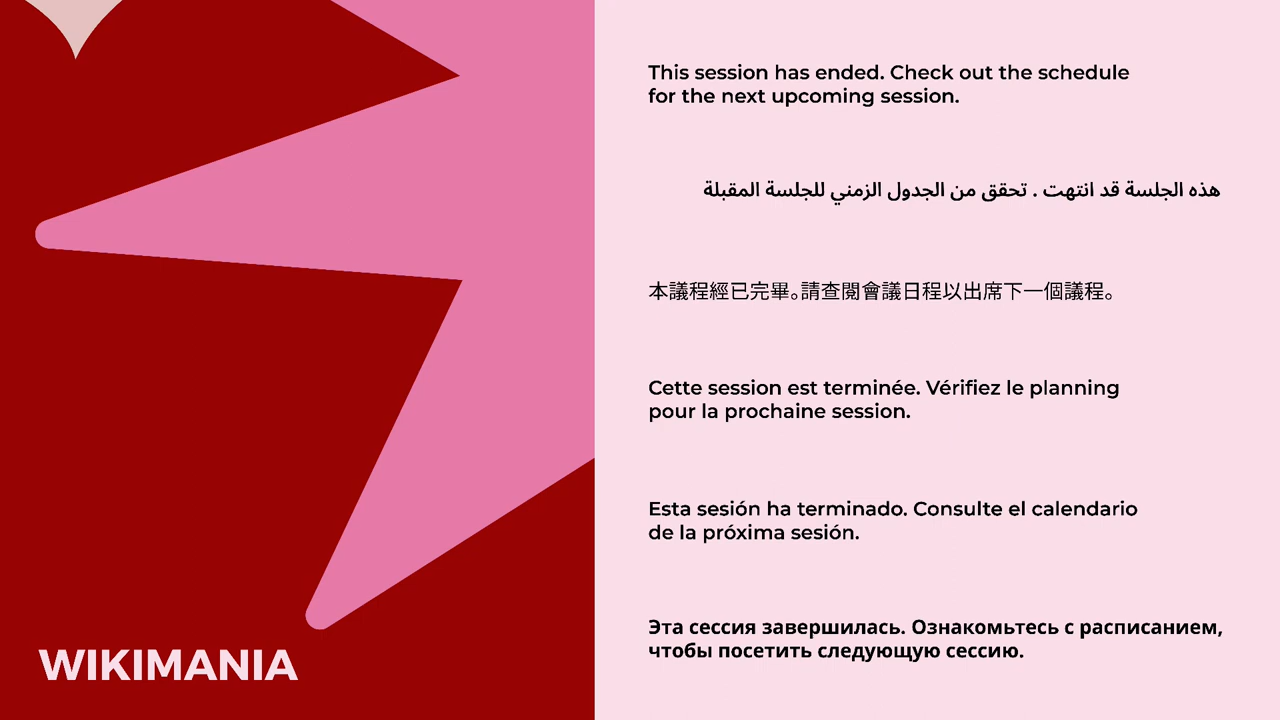 This session has ended. Check out the schedule
for the next upcoming session.
هذه الجلسة قد انتهت . تحقق من الجدول الزمني للجلسة المقبلة
本議程經已完畢。請查閱會議日程以出席下一個議程。
Cette session est terminée. Vérifiez le planning
pour la prochaine session.
Esta sesión ha terminado. Consulte el calendario
de la próxima sesión.
Эта сессия завершилась. Ознакомьтесь с расписанием,
чтобы посетить следующую сессию.
WIKIMANIA